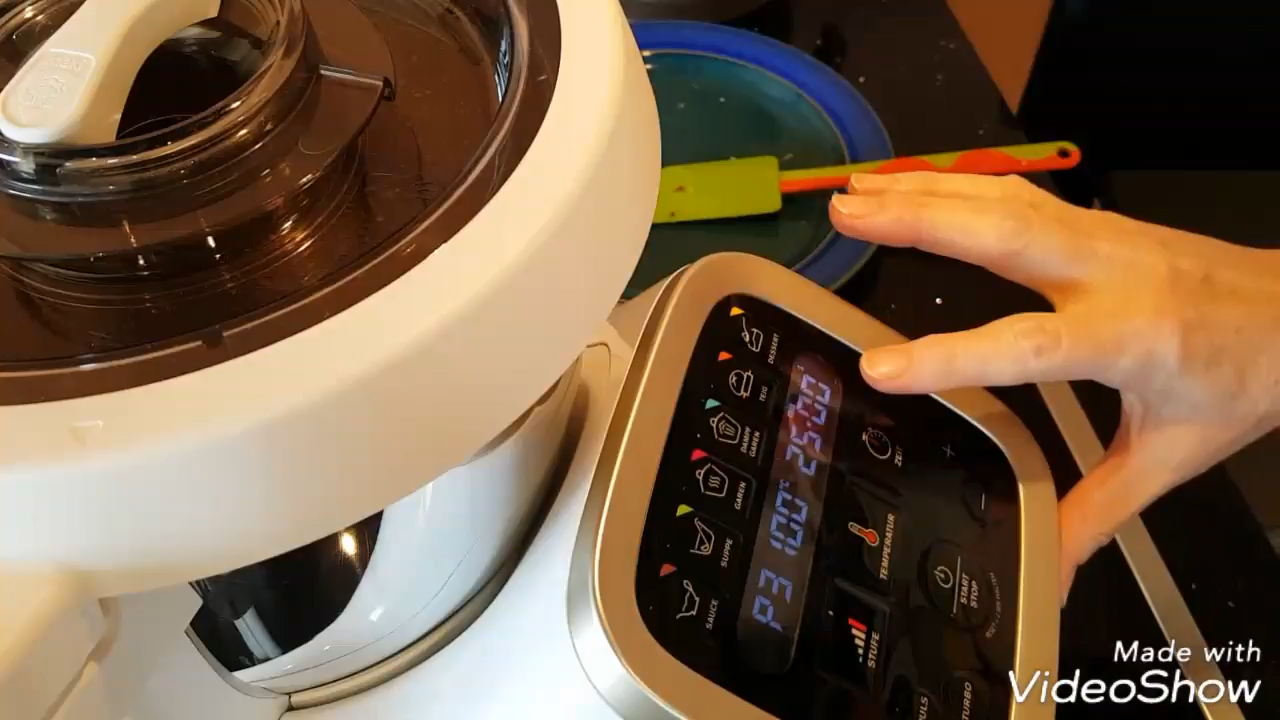 DESSERT
TEIG
DAMPF
GAREN
GAREN
SUPPE
SAUCE
P3 100° 25:00
ZEIT
+
-
TEMPERATUR
START
STOP
STUFE
TURBO
Made with
VideoShow